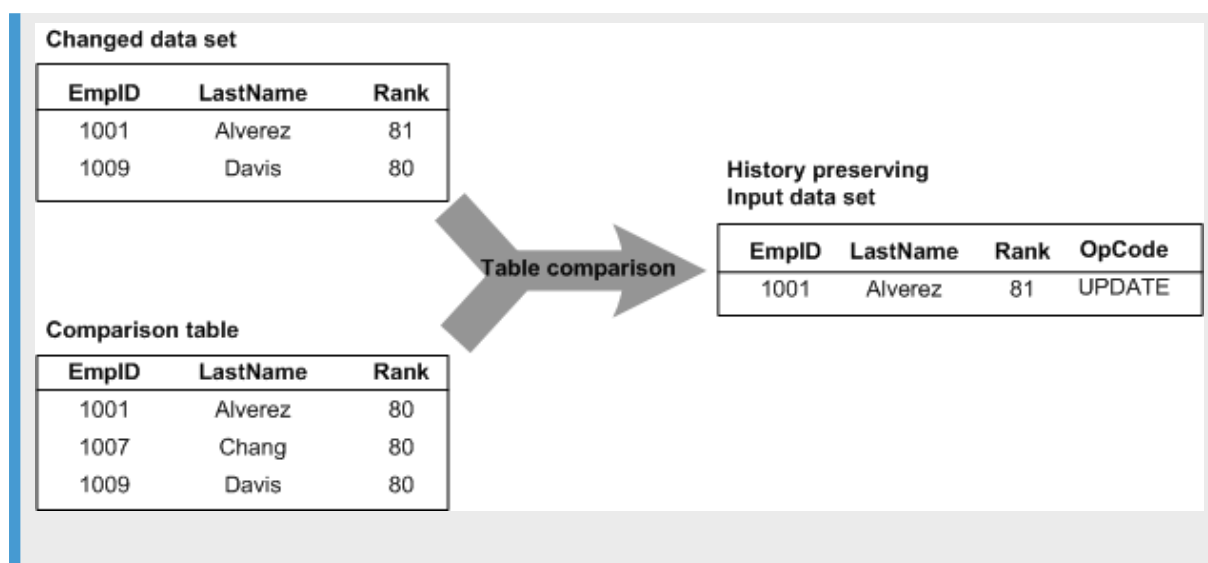 Changed data set
EmpID LastName Rank
1001 Alverez 81
1009 Davis 80
Comparison table
EmpID LastName Rank
1001 Alverez 80
1007 Chang 80
1009 Davis 80
Table comparison
History preserving
Input data set
EmpID LastName Rank OpCode
1001 Alverez 81 UPDATE